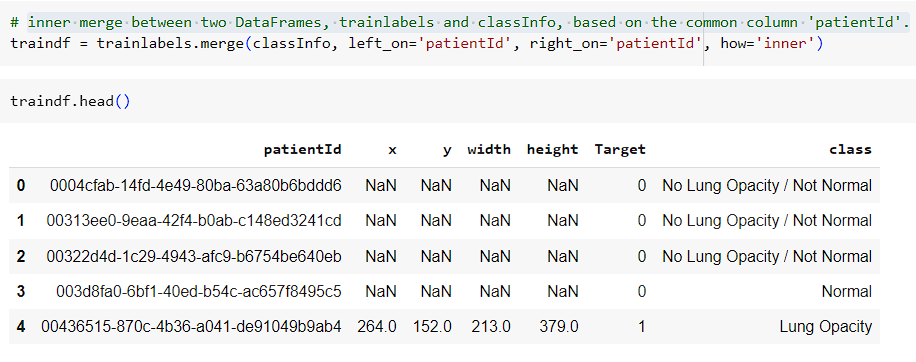 # inner merge between two DataFrames, trainlabels and classInfo, based on the common column 'patientId'.
traindf = trainlabels.merge(classInfo, left_on='patientId', right_on='patientId', how='inner')
traindf.head()
patientId x y width height Target class
0 0004cfab-14fd-4e49-80ba-63a80b6bddd6 NaN NaN NaN NaN 0 No Lung Opacity / Not Normal
1 00313ee0-9eaa-42f4-b0ab-c148ed3241cd NaN NaN NaN NaN 0 No Lung Opacity / Not Normal
2 00322d4d-1c29-4943-afc9-b6754be640eb NaN NaN NaN NaN 0 No Lung Opacity / Not Normal
3 003d8fa0-6bf1-40ed-b54c-ac657f8495c5 NaN NaN NaN NaN 0 Normal
4 00436515-870c-4b36-a041-de91049b9ab4 264.0 152.0 213.0 379.0 1 Lung Opacity